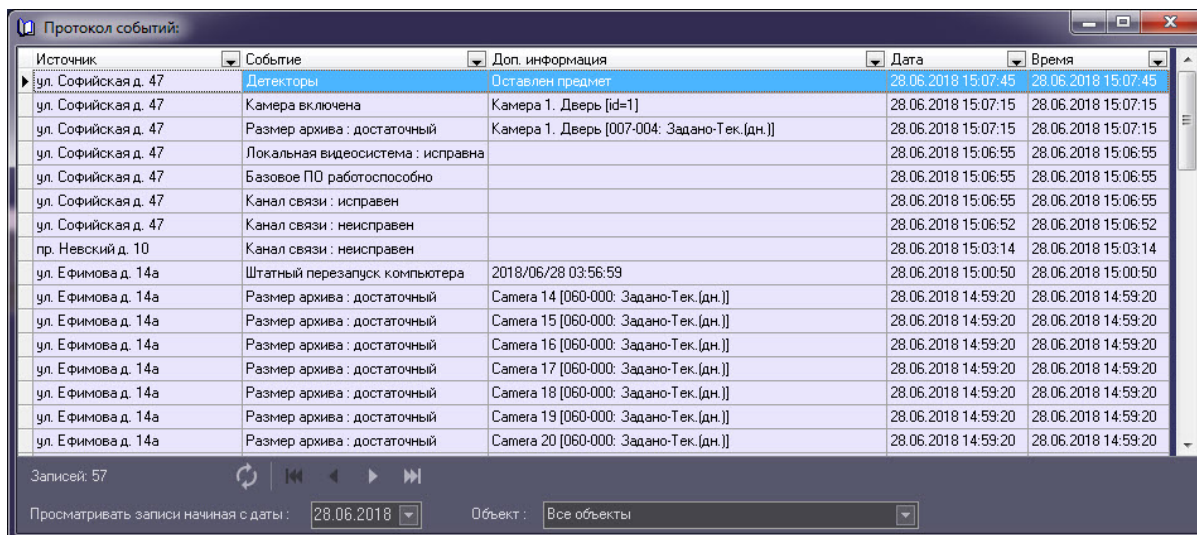 Протокол событий:
Источник Событие Доп. информация Дата Время
ул. Софийская д. 47 Детекторы Оставлен предмет 28.06.2018 15:07:45 28.06.2018 15:07:45
ул. Софийская д. 47 Камера включена Камера 1. Дверь [id=1] 28.06.2018 15:07:15 28.06.2018 15:07:15
ул. Софийская д. 47 Размер архива : достаточный Камера 1. Дверь [007-004: Задано-Тек.(дн.)] 28.06.2018 15:07:15 28.06.2018 15:07:15
ул. Софийская д. 47 Локальная видеосистема : исправна 28.06.2018 15:06:55 28.06.2018 15:06:55
ул. Софийская д. 47 Базовое ПО работоспособно 28.06.2018 15:06:55 28.06.2018 15:06:55
ул. Софийская д. 47 Канал связи : исправен 28.06.2018 15:06:55 28.06.2018 15:06:55
ул. Софийская д. 47 Канал связи : неисправен 28.06.2018 15:06:52 28.06.2018 15:06:52
пр. Невский д. 10 Канал связи : неисправен 28.06.2018 15:03:14 28.06.2018 15:03:14
ул. Ефимова д. 14а Штатный перезапуск компьютера 2018/06/28 03:56:59 28.06.2018 15:00:50 28.06.2018 15:00:50
ул. Ефимова д. 14а Размер архива : достаточный Camera 14 [060-000: Задано-Тек.(дн.)] 28.06.2018 14:59:20 28.06.2018 14:59:20
ул. Ефимова д. 14а Размер архива : достаточный Camera 15 [060-000: Задано-Тек.(дн.)] 28.06.2018 14:59:20 28.06.2018 14:59:20
ул. Ефимова д. 14а Размер архива : достаточный Camera 16 [060-000: Задано-Тек.(дн.)] 28.06.2018 14:59:20 28.06.2018 14:59:20
ул. Ефимова д. 14а Размер архива : достаточный Camera 17 [060-000: Задано-Тек.(дн.)] 28.06.2018 14:59:20 28.06.2018 14:59:20
ул. Ефимова д. 14а Размер архива : достаточный Camera 18 [060-000: Задано-Тек.(дн.)] 28.06.2018 14:59:20 28.06.2018 14:59:20
ул. Ефимова д. 14а Размер архива : достаточный Camera 19 [060-000: Задано-Тек.(дн.)] 28.06.2018 14:59:20 28.06.2018 14:59:20
ул. Ефимова д. 14а Размер архива : достаточный Camera 20 [060-000: Задано-Тек.(дн.)] 28.06.2018 14:59:20 28.06.2018 14:59:20
Записей: 57
Просматривать записи начиная с даты : 28.06.2018 Объект : Все объекты